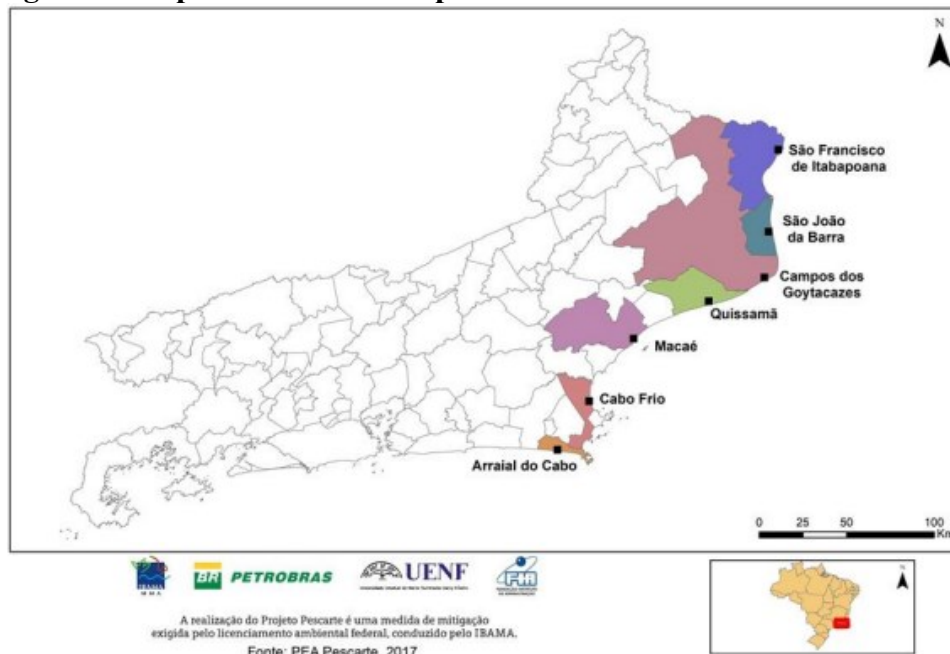 N
São Francisco
de Itabapoana
São João
da Barra
Campos dos
Goytacazes
Quissamã
Macaé
Cabo Frio
Arraial do Cabo
0 25 50 100
Km
IBAMA
M M A
BR PETROBRAS
UENF
A realização do Projeto Pescarte é uma medida de mitigação
exigida pelo licenciamento ambiental federal, conduzido pelo IBAMA.
Fonte: PEA Pescarte, 2017
N